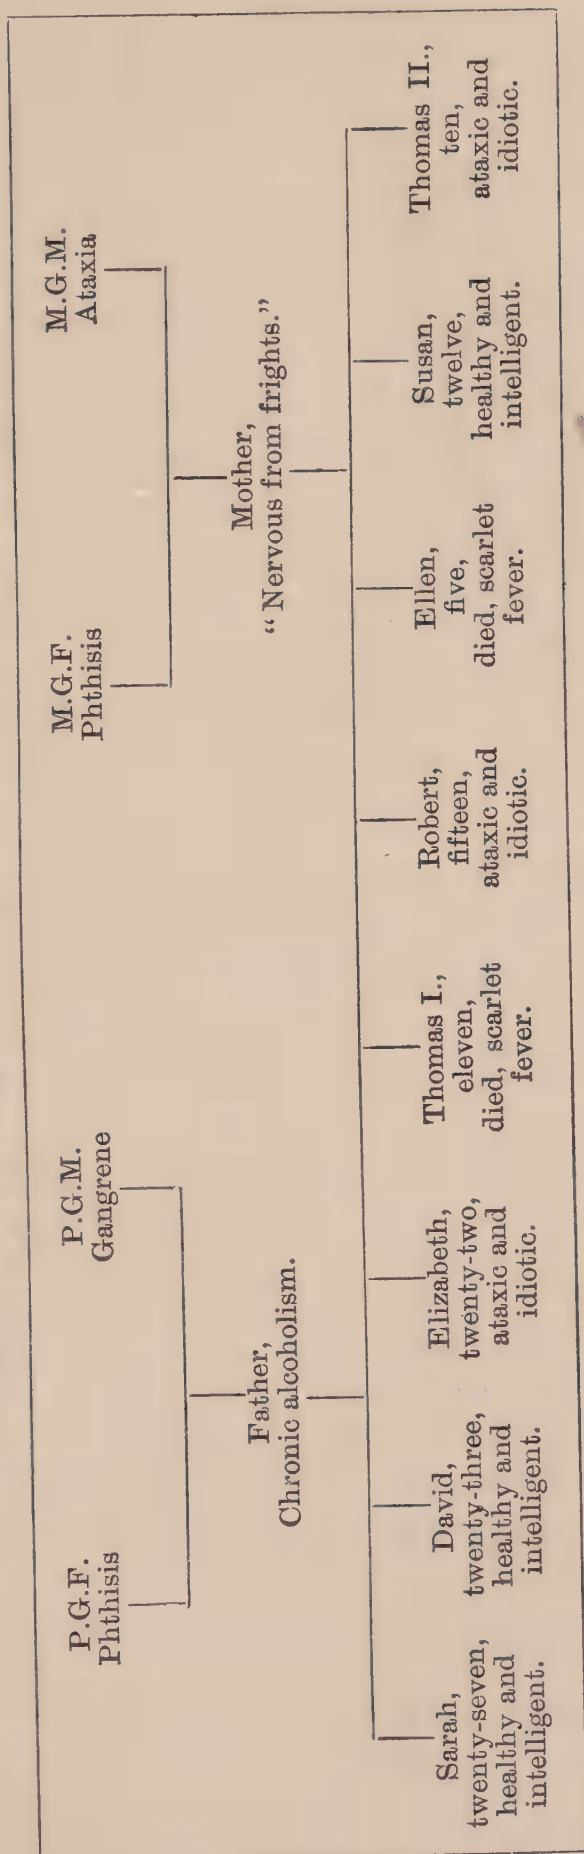 P.G.F.
Phthisis
P.G.M.
Gangrene
M.G.F.
Phthisis
M.G.M.
Ataxia
Father,
Chronic alcoholism.
Mother,
“Nervous from frights.”
Sarah,
twenty-seven,
healthy and
intelligent.
David,
twenty-three,
healthy and
intelligent.
Elizabeth,
twenty-two,
ataxic and
idiotic.
Thomas I.,
eleven,
died, scarlet
fever.
Robert,
fifteen,
ataxic and
idiotic.
Ellen,
five,
died, scarlet
fever.
Susan,
twelve,
healthy and
intelligent.
Thomas II.,
ten,
ataxic and
idiotic.